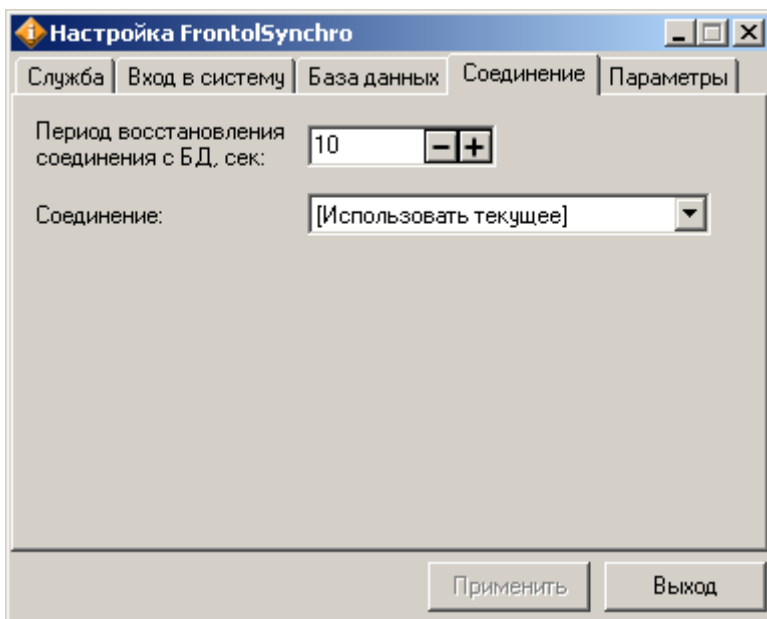 Настройка FrontolSynchro
Служба Вход в систему База данных Соединение Параметры
Период восстановления
соединения с БД, сек:
10
Соединение:
[Использовать текущее]
Применить Выход